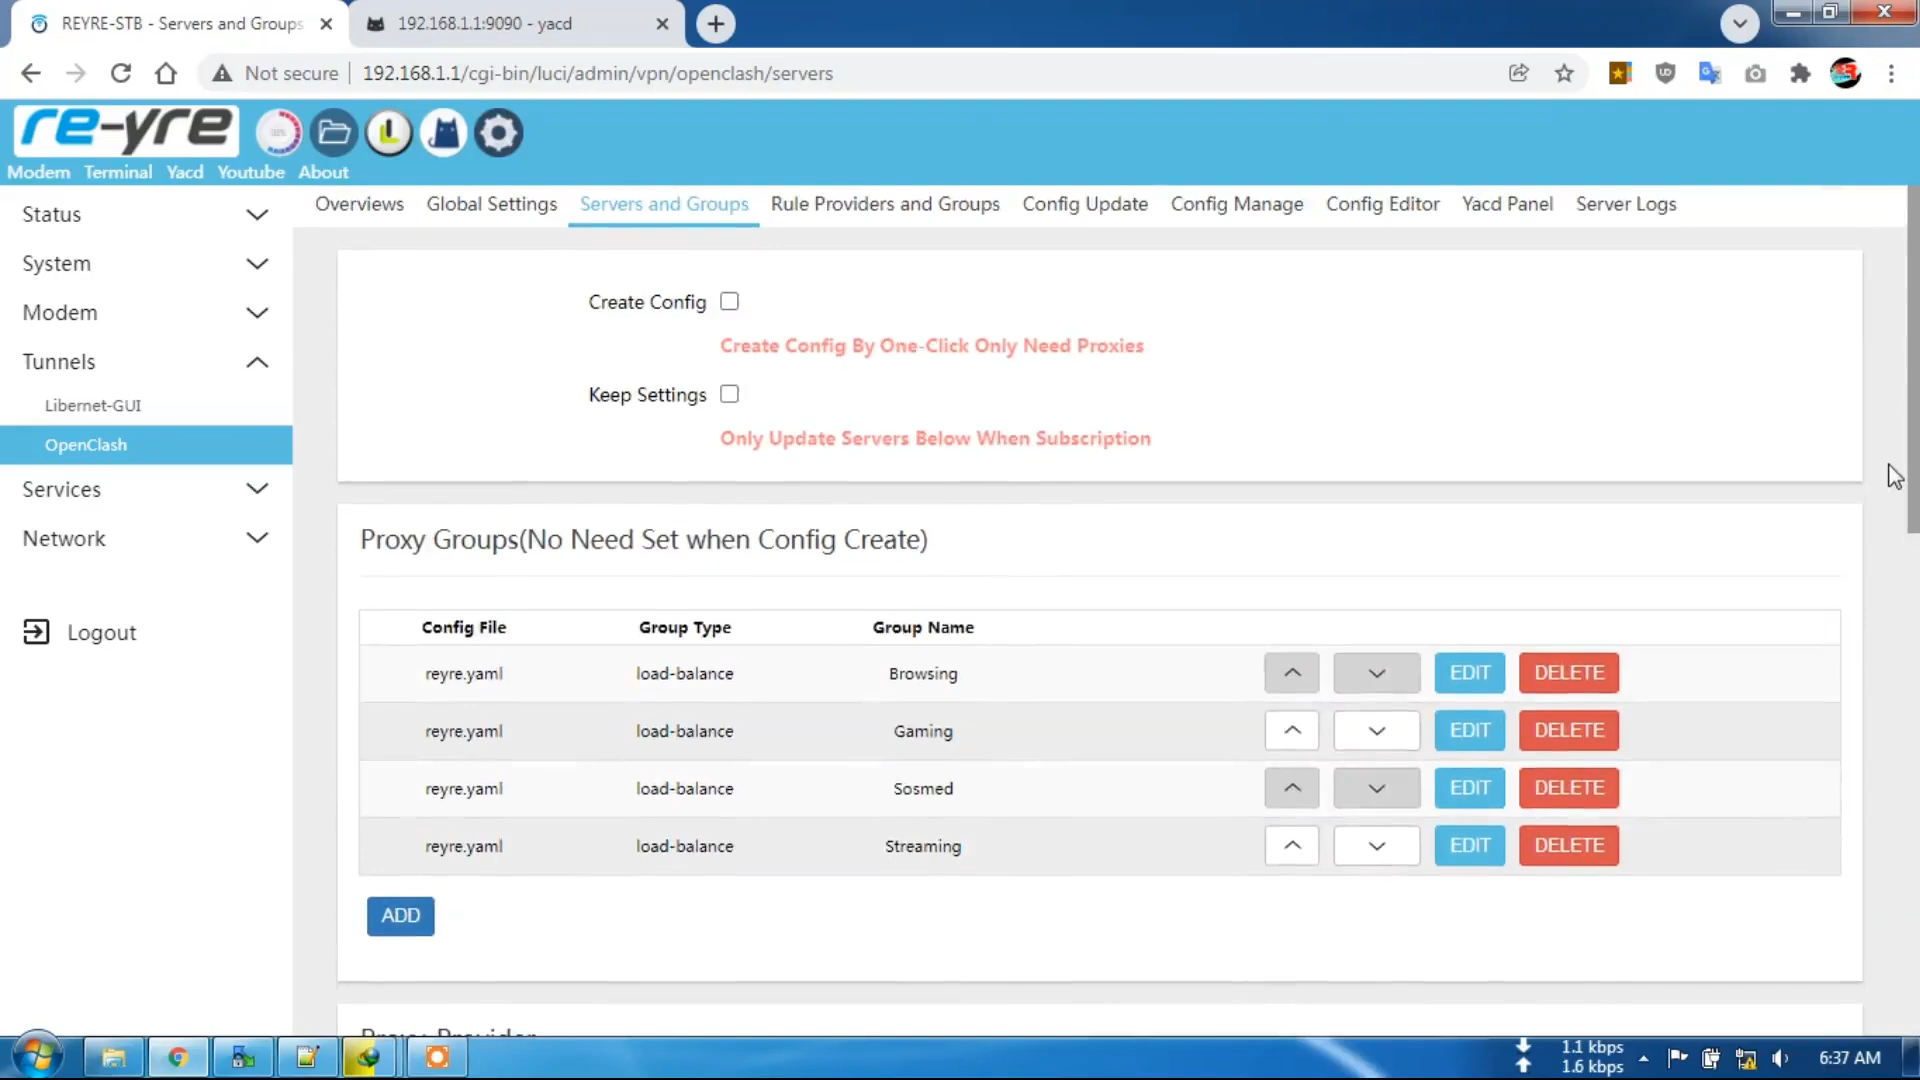 REYRE-STB - Servers and Groups
192.168.1.1:9090 - yacd
Not secure
192.168.1.1/cgi-bin/luci/admin/vpn/openclash/servers
re-yre
Modem Terminal Yacd Youtube About
Overviews Global Settings Servers and Groups Rule Providers and Groups Config Update Config Manage Config Editor Yacd Panel Server Logs
Status
System
Modem
Tunnels
Libernet-GUI
OpenClash
Services
Network
Logout
Create Config
Create Config By One-Click Only Need Proxies
Keep Settings
Only Update Servers Below When Subscription
Proxy Groups(No Need Set when Config Create)
Config File Group Type Group Name
reyre.yaml load-balance Browsing EDIT DELETE
reyre.yaml load-balance Gaming EDIT DELETE
reyre.yaml load-balance Sosmed EDIT DELETE
reyre.yaml load-balance Streaming EDIT DELETE
ADD
Proxy-Provider
1.1 kbps
1.6 kbps
6:37 AM